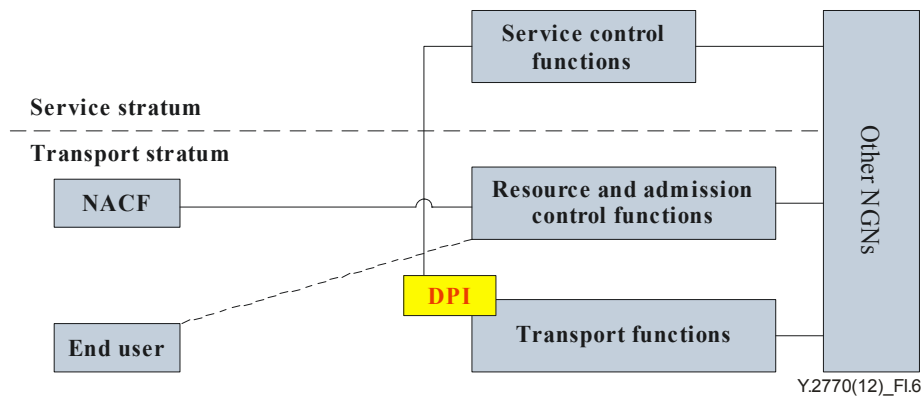 Service control
functions
Service stratum
Transport stratum
NACF
Resource and admission
control functions
Other NGNs
DPI
End user
Transport functions
Y.2770(12)_FI.6